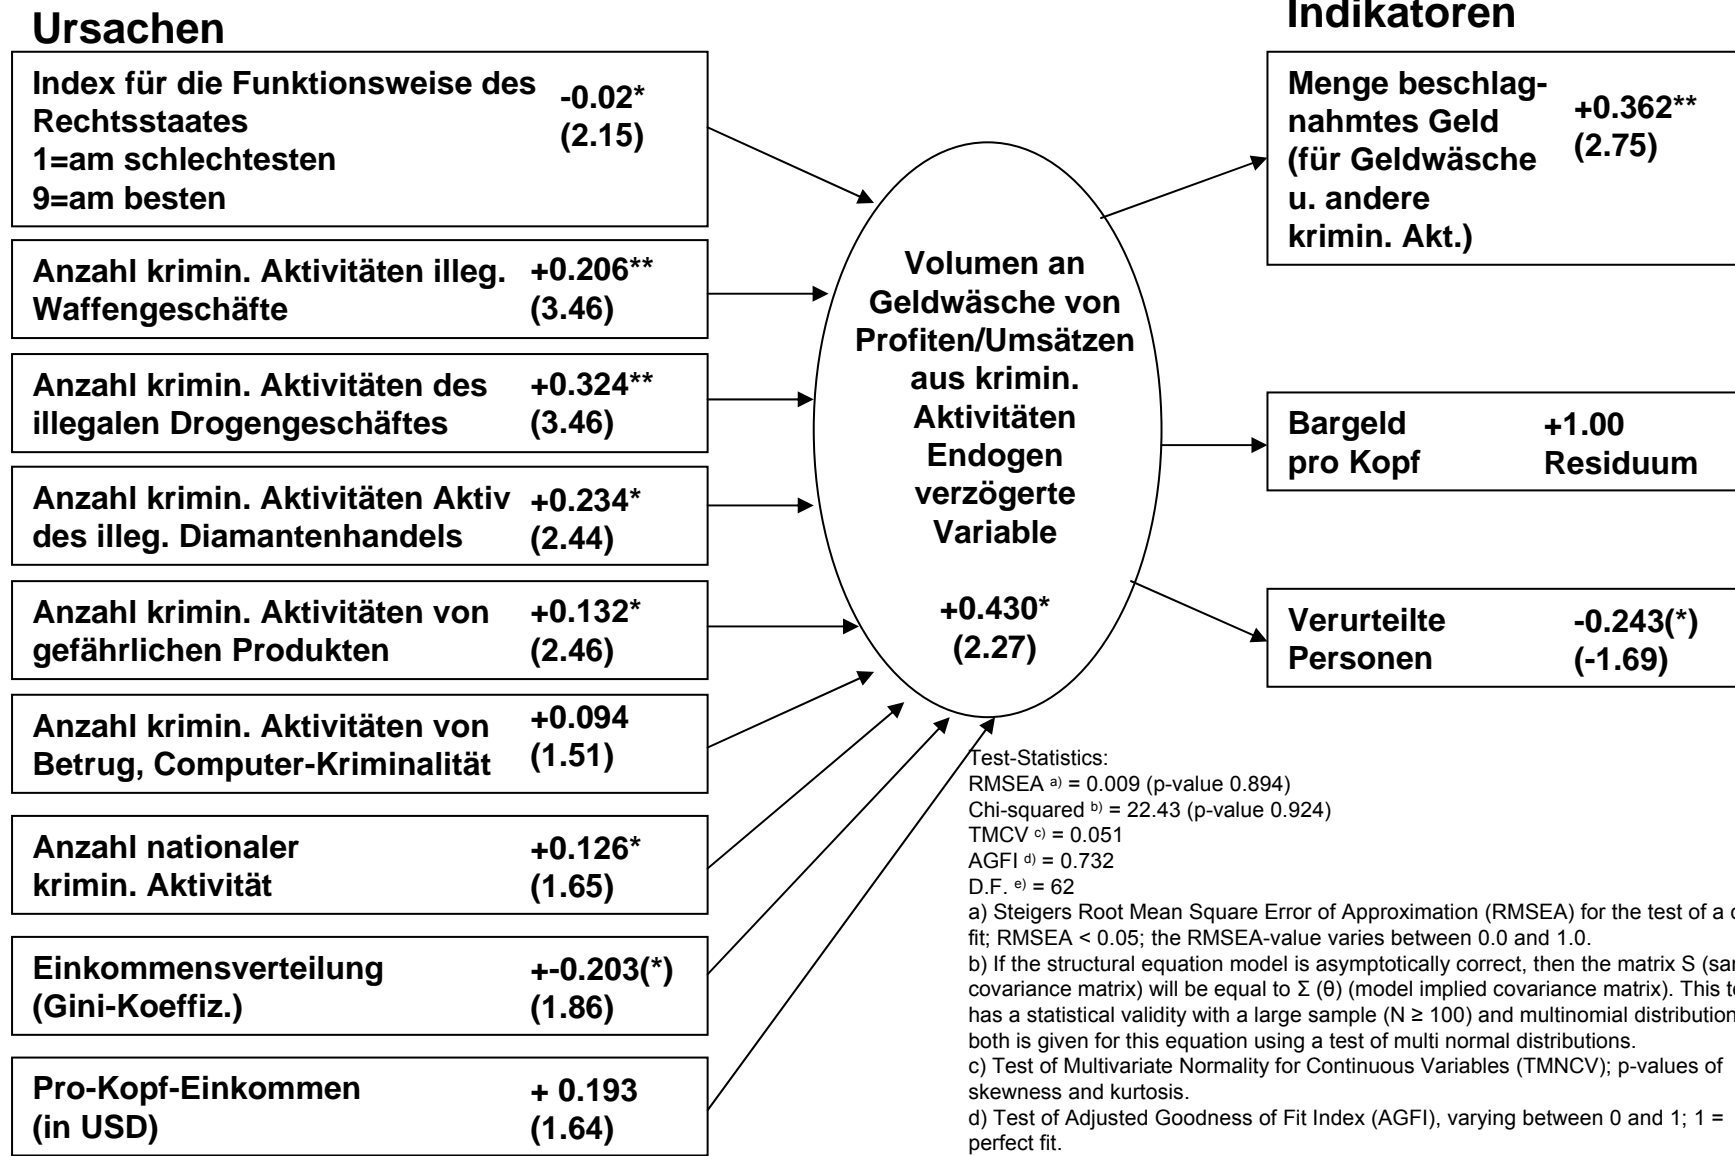 Ursachen
Index für die Funktionsweise des
Rechtsstaates
1=am schlechtesten
9=am besten
-0.02*
(2.15)
Anzahl krimin. Aktivitäten illeg.
Waffengeschäfte
+0.206**
(3.46)
Anzahl krimin. Aktivitäten des
illegalen Drogengeschäftes
+0.324**
(3.46)
Anzahl krimin. Aktivitäten Aktiv
des illeg. Diamantenhandels
+0.234*
(2.44)
Anzahl krimin. Aktivitäten von
gefährlichen Produkten
+0.132*
(2.46)
Anzahl krimin. Aktivitäten von
Betrug, Computer-Kriminalität
+0.094
(1.51)
Anzahl nationaler
krimin. Aktivität
+0.126*
(1.65)
Einkommensverteilung
(Gini-Koeffiz.)
+-0.203(*)
(1.86)
Pro-Kopf-Einkommen
(in USD)
+ 0.193
(1.64)
Volumen an
Geldwäsche von
Profiten/Umsätzen
aus krimin.
Aktivitäten
Endogen
verzögerte
Variable
+0.430*
(2.27)
Indikatoren
Menge beschlag-
nahmtes Geld
(für Geldwäsche
u. andere
krimin. Akt.)
+0.362**
(2.75)
Bargeld
pro Kopf
+1.00
Residuum
Verurteilte
Personen
-0.243(*)
(-1.69)
Test-Statistics:
RMSEA a) = 0.009 (p-value 0.894)
Chi-squared b) = 22.43 (p-value 0.924)
TMCV c) = 0.051
AGFI d) = 0.732
D.F. e) = 62
a) Steigers Root Mean Square Error of Approximation (RMSEA) for the test of a
fit; RMSEA < 0.05; the RMSEA-value varies between 0.0 and 1.0.
b) If the structural equation model is asymptotically correct, then the matrix S
covariance matrix) will be equal to Σ (θ) (model implied covariance matrix). This
has a statistical validity with a large sample (N ≥ 100) and multinomial distribution
both is given for this equation using a test of multi normal distributions.
c) Test of Multivariate Normality for Continuous Variables (TMNCV); p-values of
skewness and kurtosis.
d) Test of Adjusted Goodness of Fit Index (AGFI), varying between 0 and 1; 1 =
perfect fit.